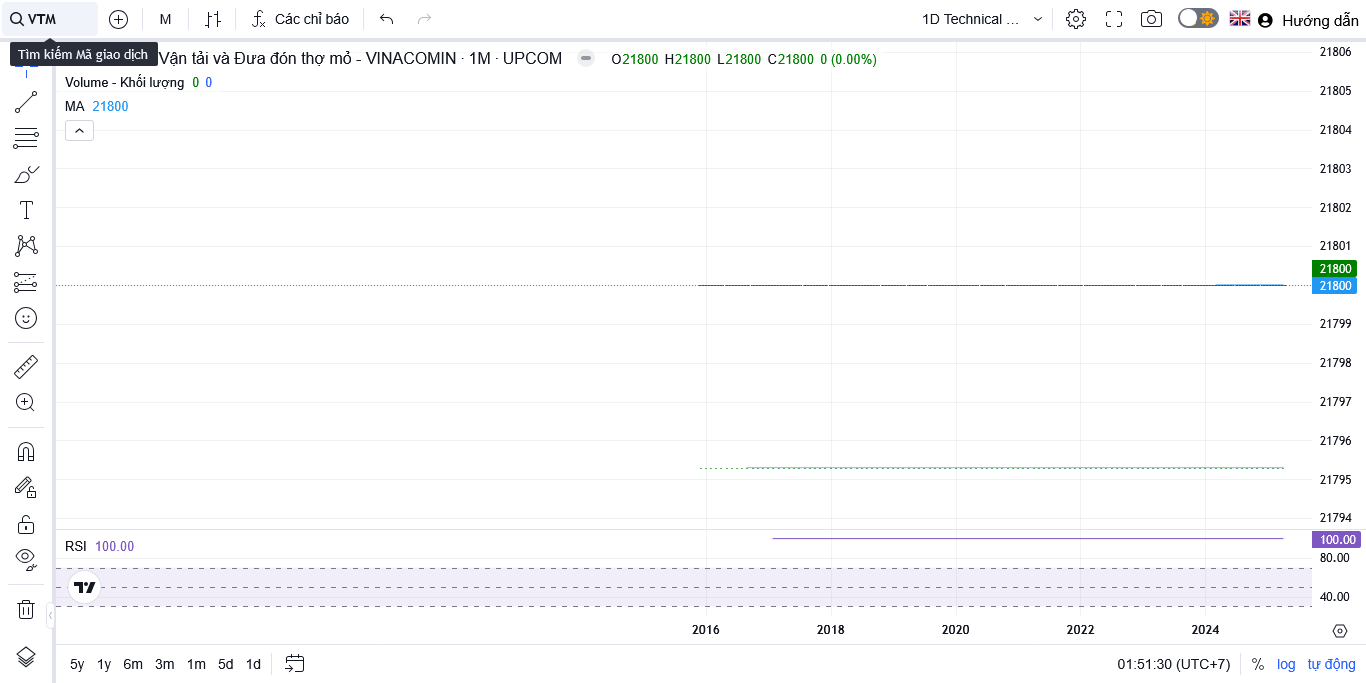 VTM
M
Các chỉ báo
1D Technical ...
Hướng dẫn
Tìm kiếm Mã giao dịch
Vận tải và Đưa đón thợ mỏ - VINACOMIN · 1M · UPCOM
O21800 H21800 L21800 C21800 0 (0.00%)
Volume - Khối lượng 0 0
MA 21800
21806
21805
21804
21803
21802
21801
21800
21800
21799
21798
21797
21796
21795
21794
RSI 100.00
100.00
80.00
40.00
2016 2018 2020 2022 2024
5y 1y 6m 3m 1m 5d 1d
01:51:30 (UTC+7)
% log tự động